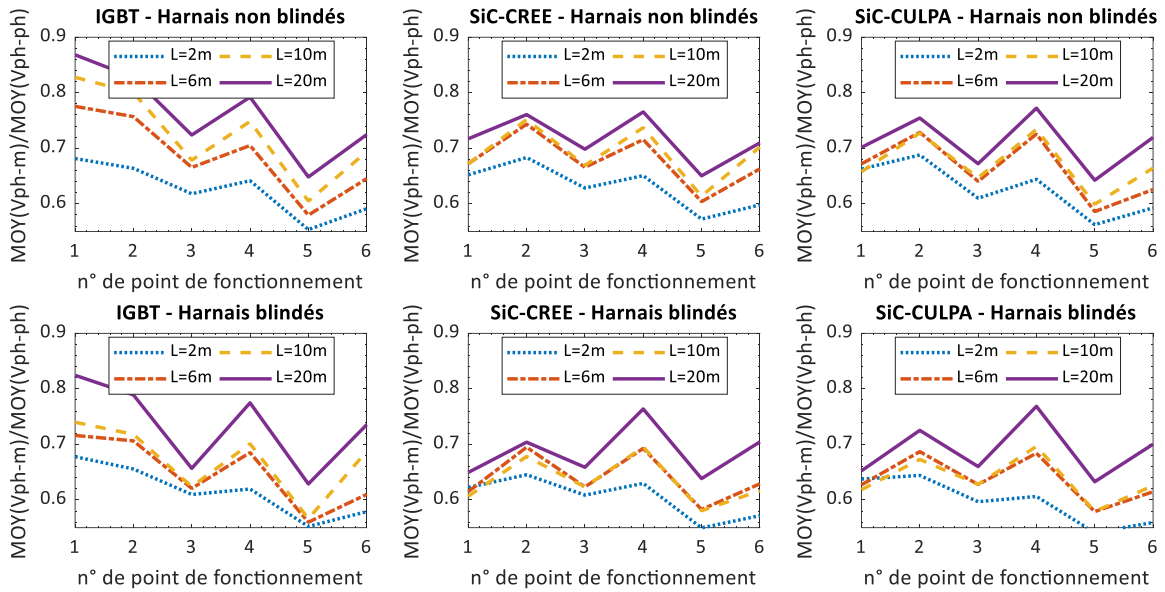 IGBT - Harnais non blindés
MOY(Vph-m)/MOY(Vph-ph)
0.9
0.8
0.7
0.6
L=2m L=10m
L=6m L=20m
1 2 3 4 5 6
n° de point de fonctionnement
SiC-CREE - Harnais non blindés
MOY(Vph-m)/MOY(Vph-ph)
0.9
0.8
0.7
0.6
L=2m L=10m
L=6m L=20m
1 2 3 4 5 6
n° de point de fonctionnement
SiC-CULPA - Harnais non blindés
MOY(Vph-m)/MOY(Vph-ph)
0.9
0.8
0.7
0.6
L=2m L=10m
L=6m L=20m
1 2 3 4 5 6
n° de point de fonctionnement
IGBT - Harnais blindés
MOY(Vph-m)/MOY(Vph-ph)
0.9
0.8
0.7
0.6
L=2m L=10m
L=6m L=20m
1 2 3 4 5 6
n° de point de fonctionnement
SiC-CREE - Harnais blindés
MOY(Vph-m)/MOY(Vph-ph)
0.9
0.8
0.7
0.6
L=2m L=10m
L=6m L=20m
1 2 3 4 5 6
n° de point de fonctionnement
SiC-CULPA - Harnais blindés
MOY(Vph-m)/MOY(Vph-ph)
0.9
0.8
0.7
0.6
L=2m L=10m
L=6m L=20m
1 2 3 4 5 6
n° de point de fonctionnement